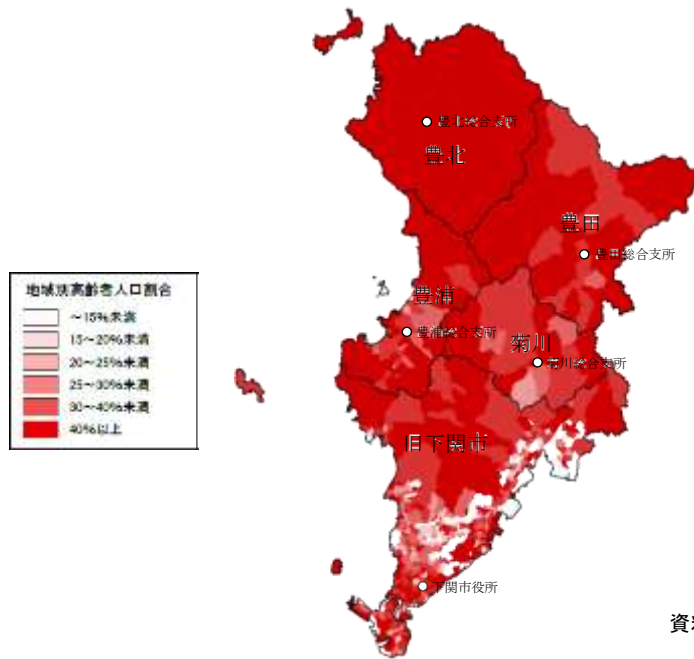 豊北総合支所
豊北
豊田
豊田総合支所
豊浦
豊浦総合支所
菊川
菊川総合支所
地域別高齢者人口割合
～15%未満
15～20%未満
20～25%未満
25～30%未満
30～40%未満
40%以上
旧下関市
下関市役所